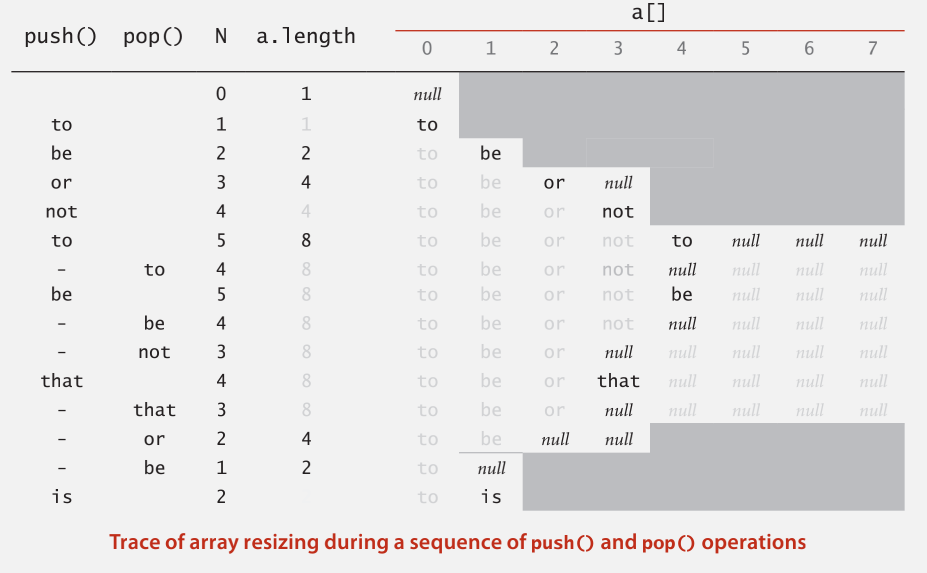 a[]
push() pop() N a.length
0 1 2 3 4 5 6 7
0 1 null
to 1 1 to
be 2 2 to be
or 3 4 to be or null
not 4 4 to be or not
to 5 8 to be or not to null null null
– to 4 8 to be or not null null null null
be 5 8 to be or not be null null null
– be 4 8 to be or not null null null null
– not 3 8 to be or null null null null null
that 4 8 to be or that null null null null
– that 3 8 to be or null null null null null
– or 2 4 to be null null
– be 1 2 to null
is 2 to is
Trace of array resizing during a sequence of push() and pop() operations